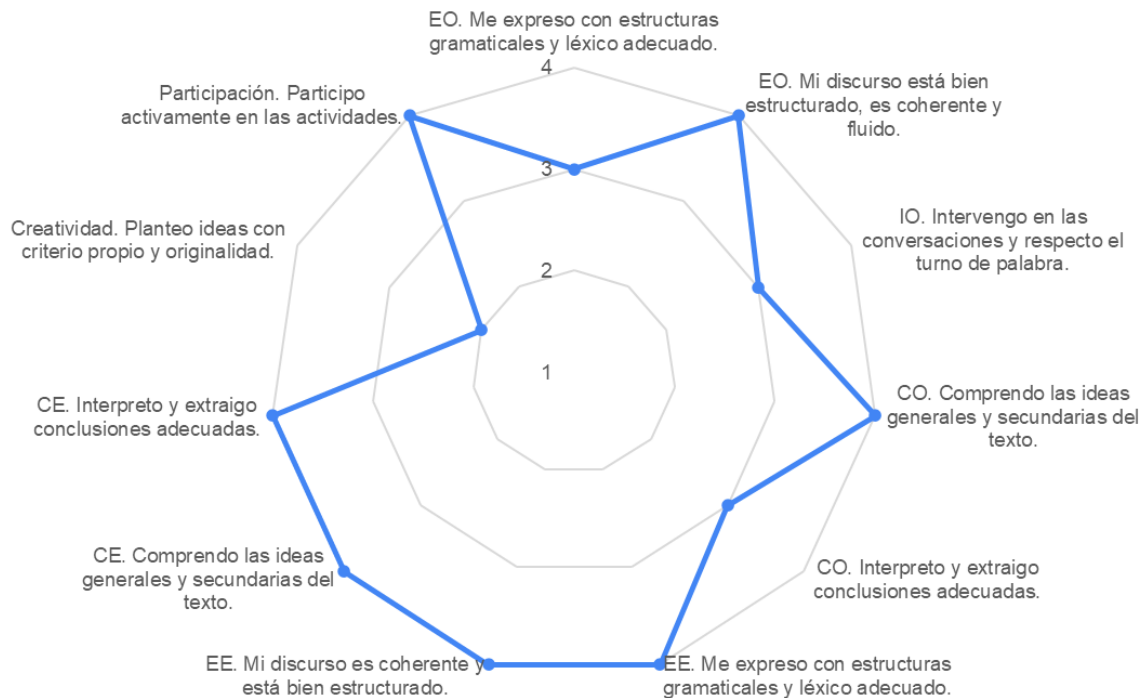 EO. Me expreso con estructuras
gramaticales y léxico adecuado.
4
3
2
1
EO. Mi discurso está bien
estructurado, es coherente y
fluido.
IO. Intervengo en las
conversaciones y respecto el
turno de palabra.
CO. Comprendo las ideas
generales y secundarias del
texto.
CO. Interpreto y extraigo
conclusiones adecuadas.
EE. Me expreso con estructuras
gramaticales y léxico adecuado.
EE. Mi discurso es coherente y
está bien estructurado.
CE. Comprendo las ideas
generales y secundarias del
texto.
CE. Interpreto y extraigo
conclusiones adecuadas.
Creatividad. Planteo ideas con
criterio propio y originalidad.
Participación. Participo
activamente en las actividades.